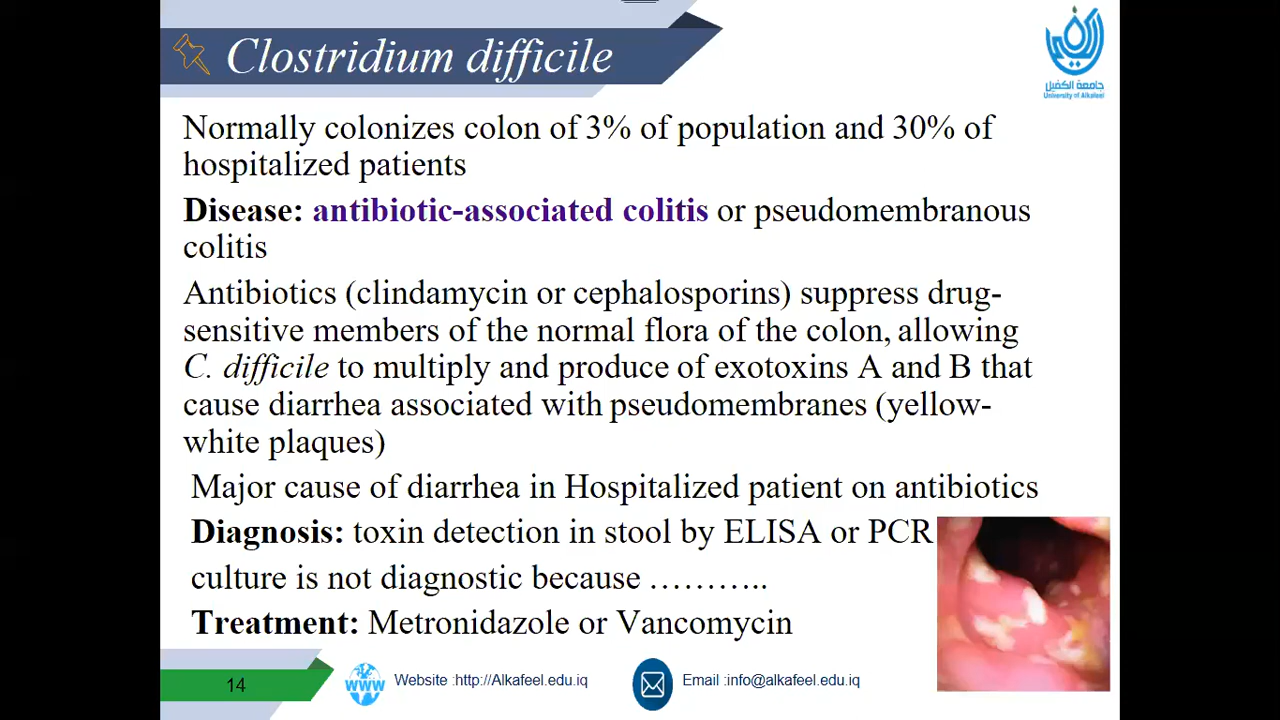 Clostridium difficile
جامعة الكفيل
University of Alkafeel
Normally colonizes colon of 3% of population and 30% of
hospitalized patients
Disease: antibiotic-associated colitis or pseudomembranous
colitis
Antibiotics (clindamycin or cephalosporins) suppress drug-
sensitive members of the normal flora of the colon, allowing
C. difficile to multiply and produce of exotoxins A and B that
cause diarrhea associated with pseudomembranes (yellow-
white plaques)
Major cause of diarrhea in Hospitalized patient on antibiotics
Diagnosis: toxin detection in stool by ELISA or PCR
culture is not diagnostic because ………..
Treatment: Metronidazole or Vancomycin
14
WWW
Website :http://Alkafeel.edu.iq
Email :info@alkafeel.edu.iq